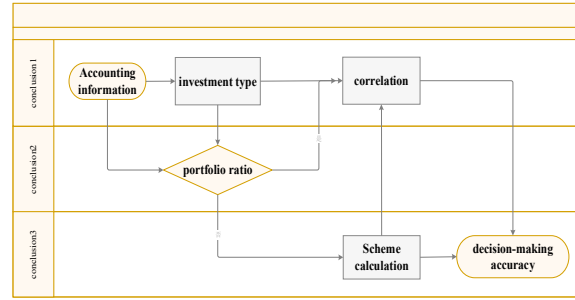 conclusion1
Accounting
information
investment type
correlation
conclusion2
portfolio ratio
conclusion3
Scheme
calculation
decision-making
accuracy